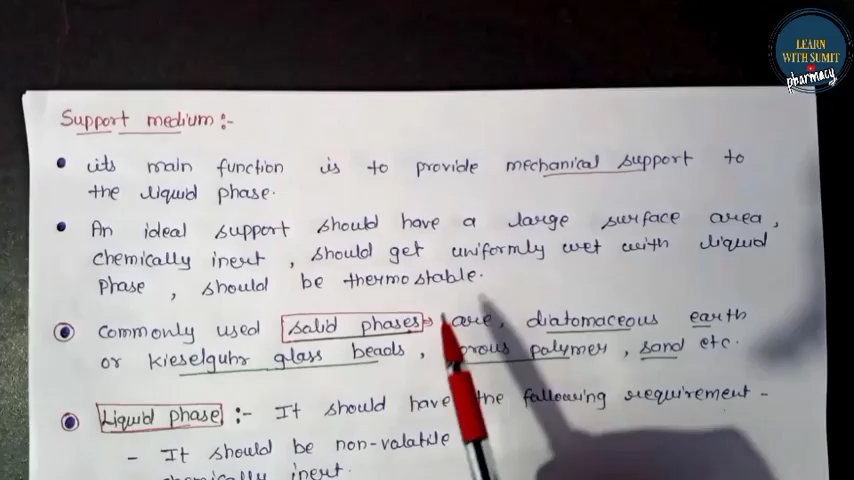 LEARN
WITH SUMIT
pharmacy
Support medium:-
its main function is to provide mechanical support to
the liquid phase.
An ideal support should have a large surface area,
chemically inert, should get uniformly wet with liquid
phase, should be thermostable.
Commonly used solid phases are, diatomaceous earth
or kieselguhr glass beads, porous polymer, sand etc.
Liquid phase :- It should have the following requirement -
- It should be non-volatile
chemically inert.